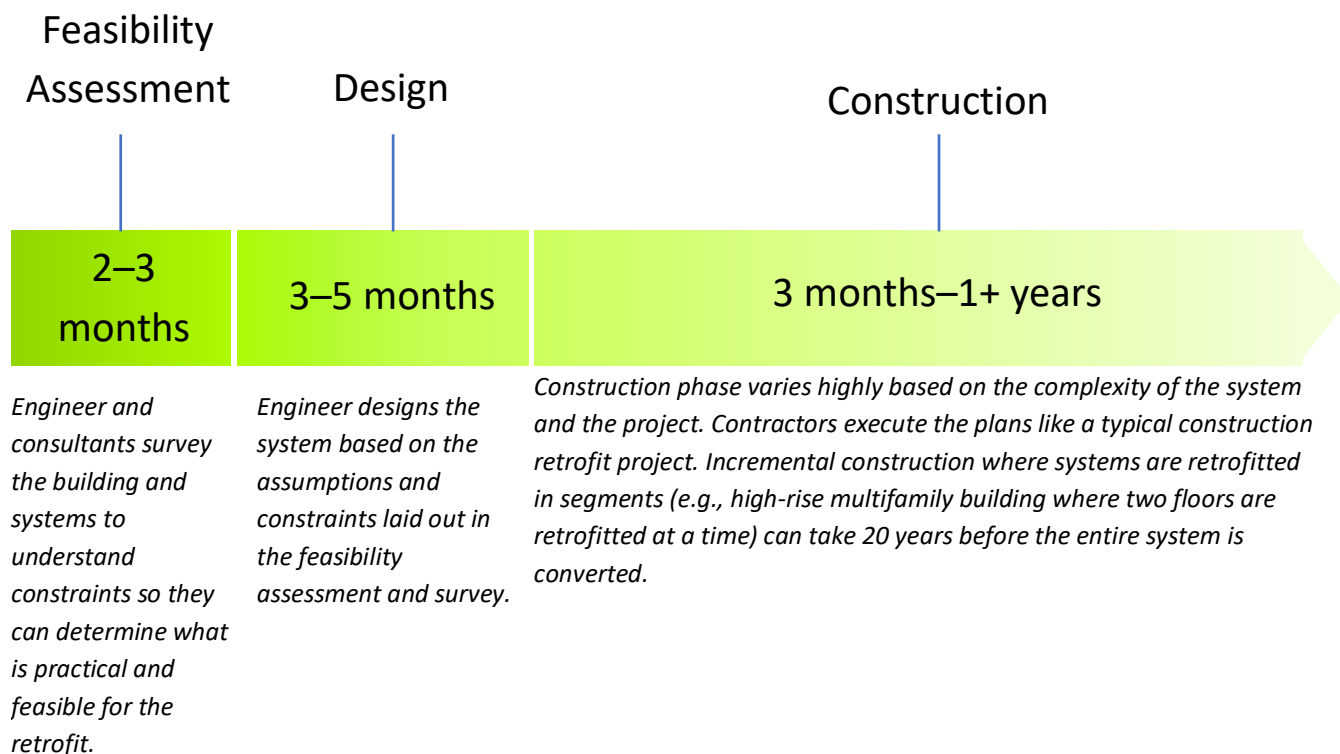 Feasibility
Assessment
Design
Construction
2–3
months
3–5 months
3 months–1+ years
Engineer and
consultants survey
the building and
systems to
understand
constraints so they
can determine what
is practical and
feasible for the
retrofit.
Engineer designs the
system based on the
assumptions and
constraints laid out in
the feasibility
assessment and survey.
Construction phase varies highly based on the complexity of the system
and the project. Contractors execute the plans like a typical construction
retrofit project. Incremental construction where systems are retrofitted
in segments (e.g., high-rise multifamily building where two floors are
retrofitted at a time) can take 20 years before the entire system is
converted.